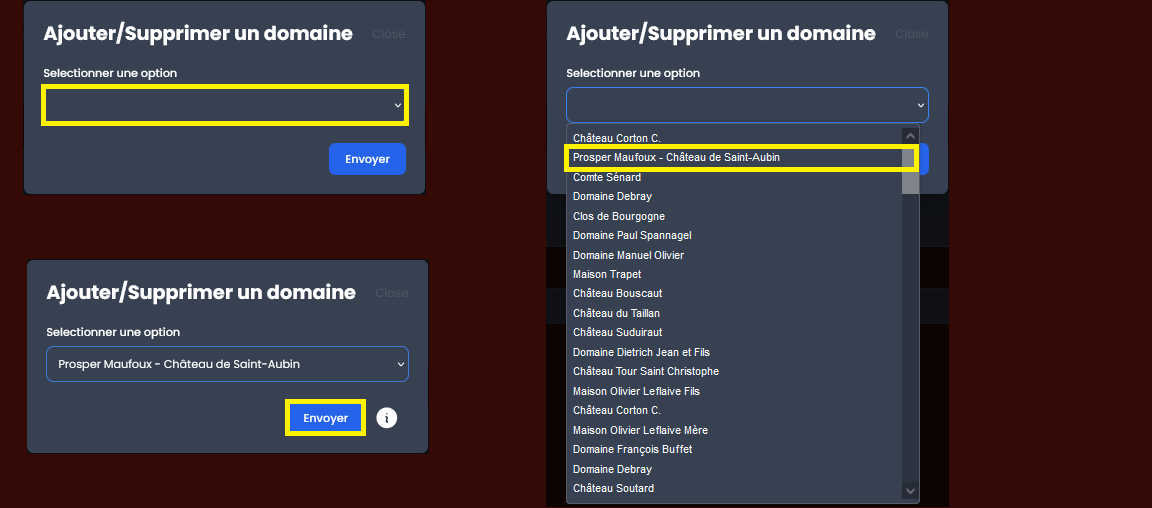 Ajouter/Supprimer un domaine Close
Selectionner une option
Envoyer
Ajouter/Supprimer un domaine Close
Selectionner une option
Château Corton C.
Prosper Maufoux - Château de Saint-Aubin
Comte Sénard
Domaine Debray
Clos de Bourgogne
Domaine Paul Spannagel
Domaine Manuel Olivier
Maison Trapet
Château Bouscaut
Château du Taillan
Château Suduiraut
Domaine Dietrich Jean et Fils
Château Tour Saint Christophe
Maison Olivier Leflaive Fils
Château Corton C.
Maison Olivier Leflaive Mère
Domaine François Buffet
Domaine Debray
Château Soutard
Ajouter/Supprimer un domaine Close
Selectionner une option
Prosper Maufoux - Château de Saint-Aubin
Envoyer i